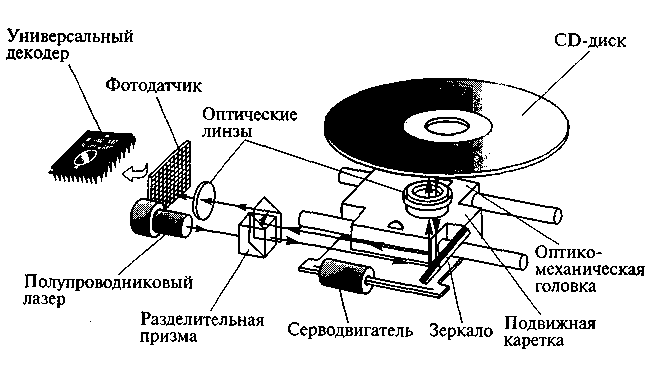 Универсальный
декодер
CD-диск
Фотодатчик
Оптические
линзы
Полупроводниковый
лазер
Разделительная
призма
Серводвигатель
Зеркало
Подвижная
каретка
Оптико-
механическая
головка